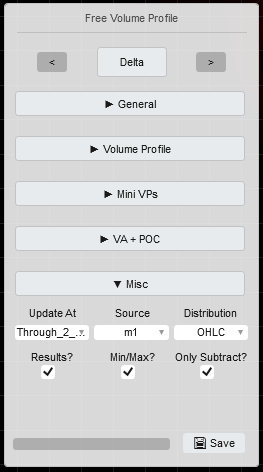 Free Volume Profile
< Delta >
▶ General
▶ Volume Profile
▶ Mini VPs
▶ VA + POC
▼ Misc
Update At Source Distribution
Through_2_... m1 OHLC
Results? Min/Max? Only Subtract?
Save